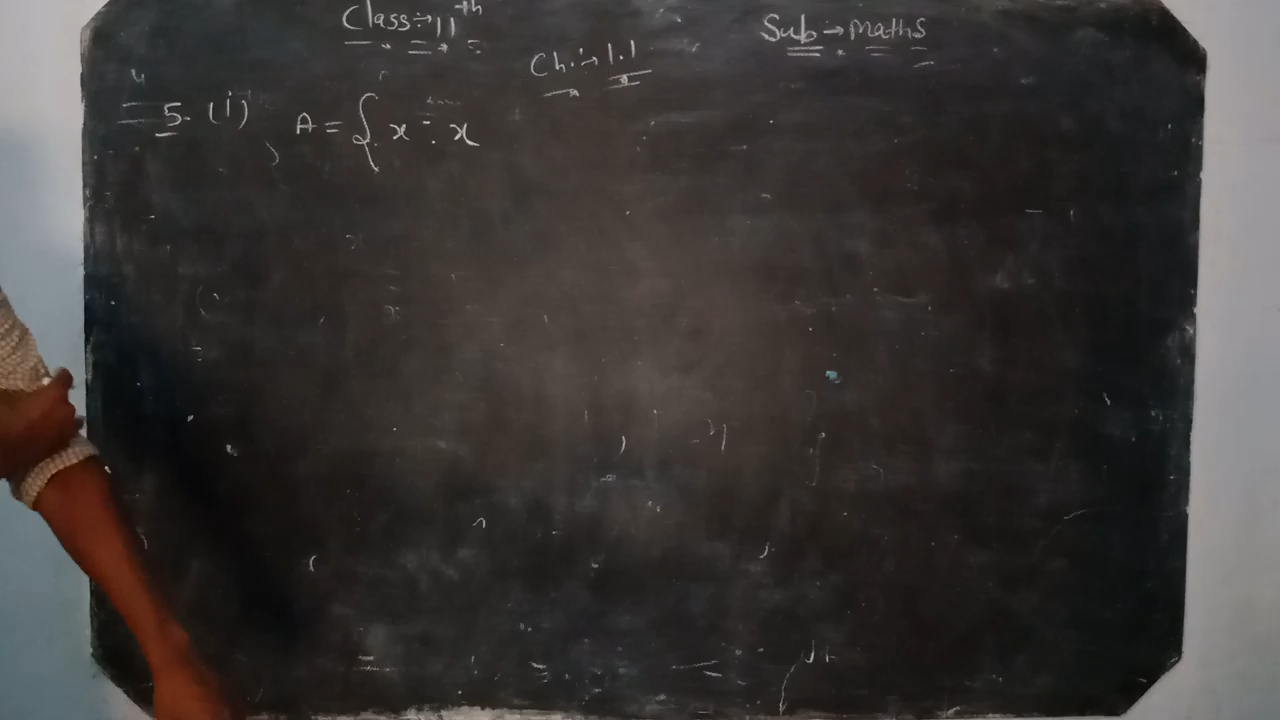 Class:-11th Sub→Maths
Ch:→1.1
5. (i) A = { x : x